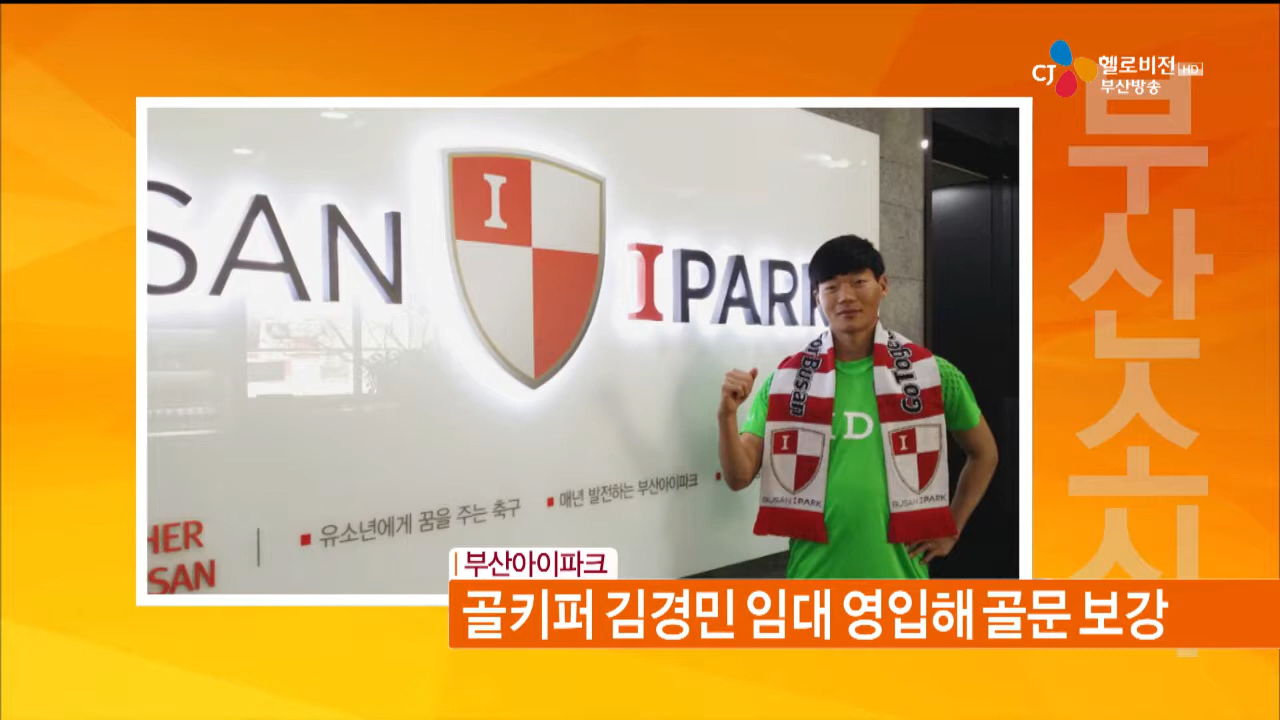 CJ 헬로비전 HD
부산방송
부산소식
SAN I PARK
I
or Busan
Go Toge
I D
I
I
BUSAN I PARK
BUSAN I PARK
HER
SAN
■ 유소년에게 꿈을 주는 축구
■ 매년 발전하는 부산아이파크
부산아이파크
골키퍼 김경민 임대 영입해 골문 보강